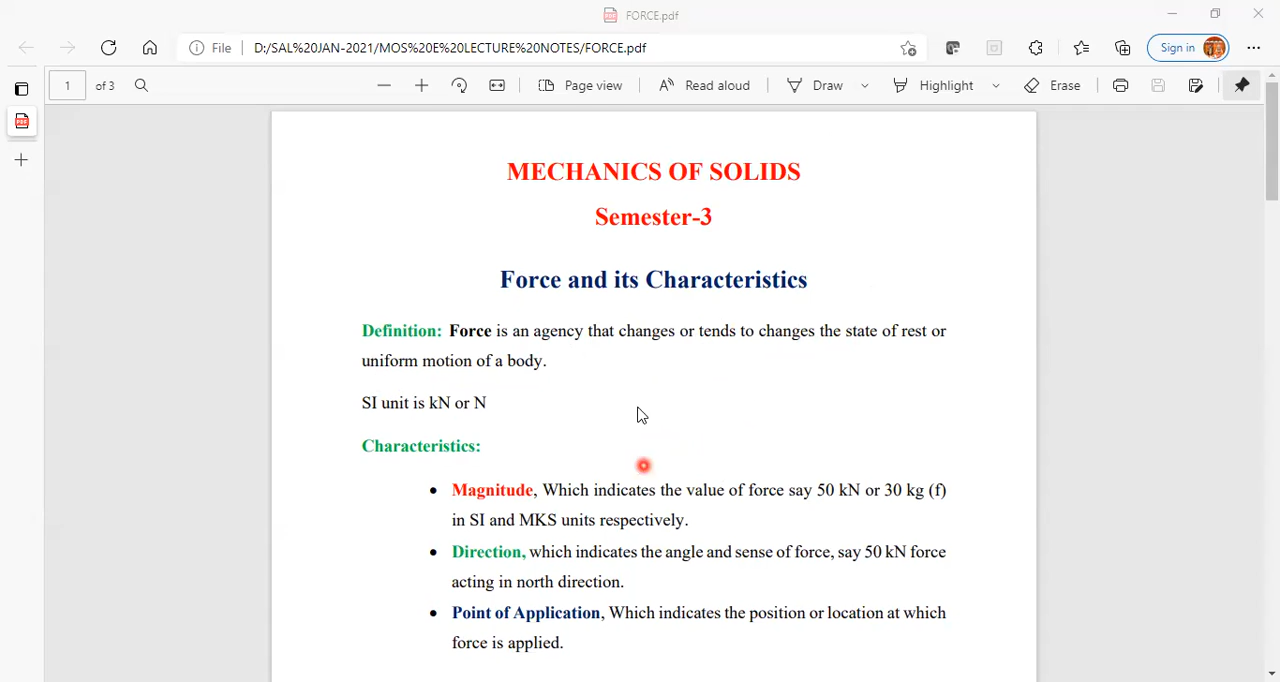 FORCE.pdf
File D:/SAL%20JAN-2021/MOS%20E%20LECTURE%20NOTES/FORCE.pdf Sign in
1 of 3 Page view Read aloud Draw Highlight Erase
MECHANICS OF SOLIDS
Semester-3
Force and its Characteristics
Definition: Force is an agency that changes or tends to changes the state of rest or
uniform motion of a body.
SI unit is kN or N
Characteristics:
• Magnitude, Which indicates the value of force say 50 kN or 30 kg (f)
in SI and MKS units respectively.
• Direction, which indicates the angle and sense of force, say 50 kN force
acting in north direction.
• Point of Application, Which indicates the position or location at which
force is applied.